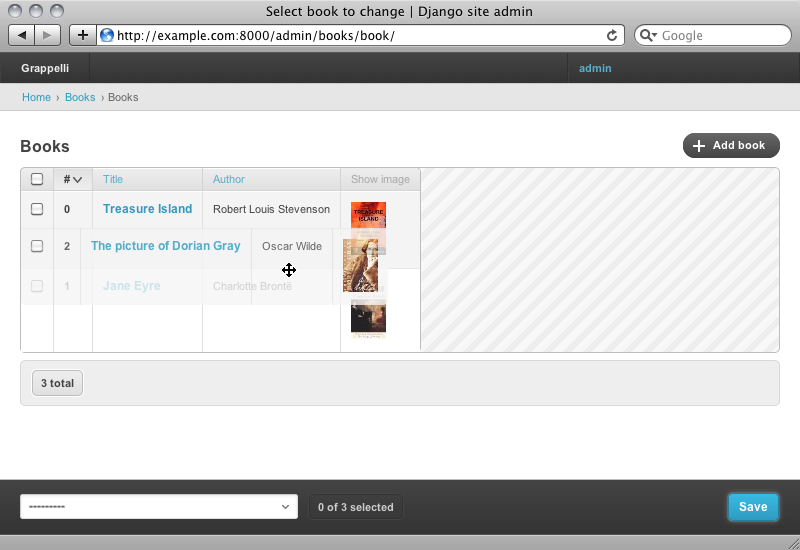 Select book to change | Django site admin
http://example.com:8000/admin/books/book/
Google
Grappelli
admin
Home › Books › Books
Books
Add book
# Title Author Show image
0 Treasure Island Robert Louis Stevenson
TREASURE
ISLAND
2 The picture of Dorian Gray Oscar Wilde
1 Jane Eyre Charlotte Brontë
3 total
---------
0 of 3 selected
Save